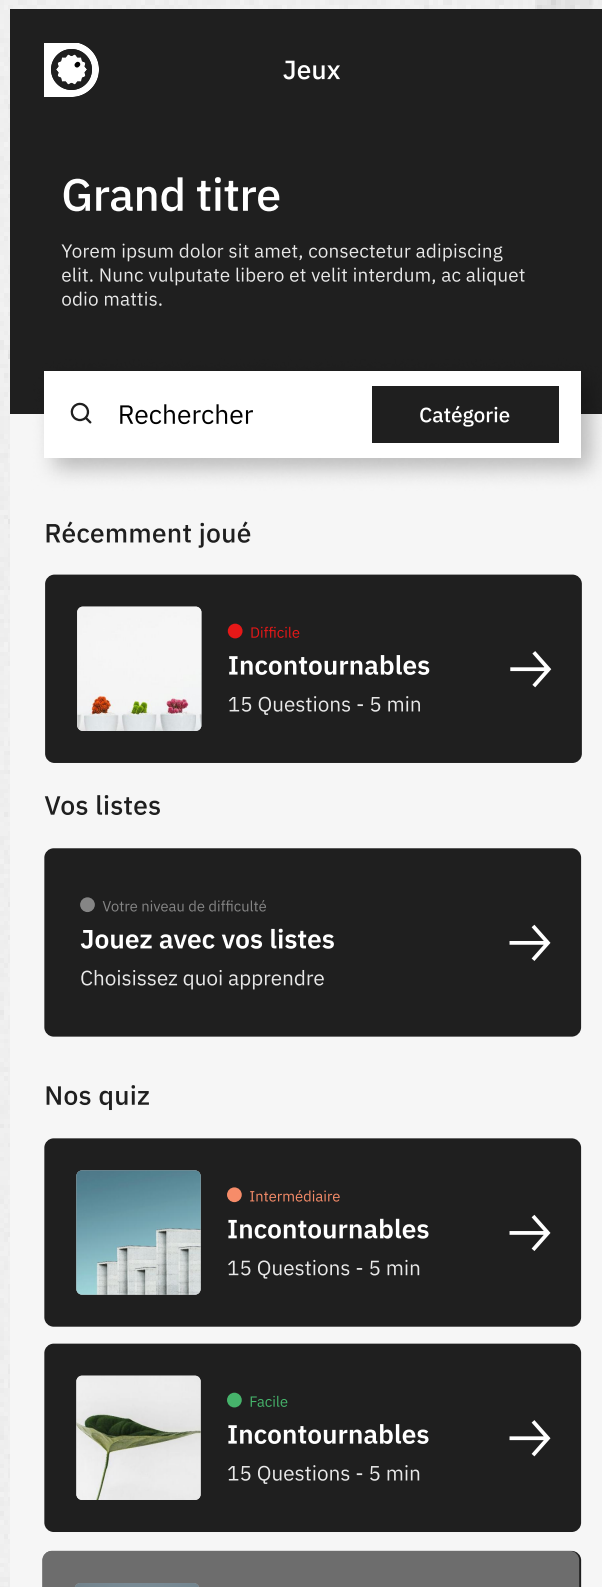 Jeux
Grand titre
Yorem ipsum dolor sit amet, consectetur adipiscing
elit. Nunc vulputate libero et velit interdum, ac aliquet
odio mattis.
Rechercher
Catégorie
Récemment joué
Difficile
Incontournables
15 Questions - 5 min
Vos listes
Votre niveau de difficulté
Jouez avec vos listes
Choisissez quoi apprendre
Nos quiz
Intermédiaire
Incontournables
15 Questions - 5 min
Facile
Incontournables
15 Questions - 5 min